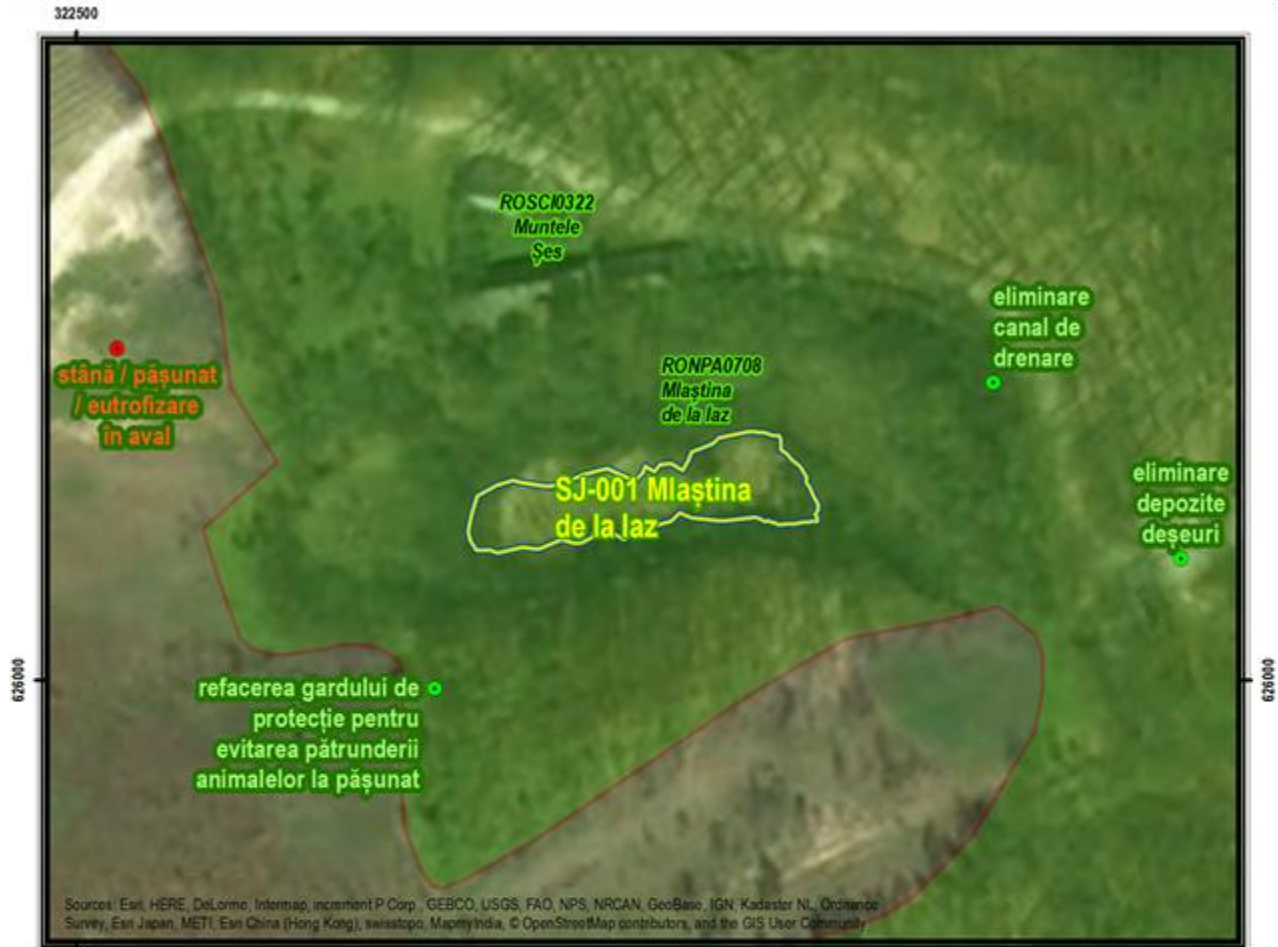 322500
ROSCI0322
Muntele
Șes
eliminare
canal de
drenare
stână / pășunat
/ eutrofizare
în aval
RONPA0708
Mlaștina
de la Iaz
SJ-001 Mlaștina
de la Iaz
eliminare
depozite
deșeuri
626000
626000
refacerea gardului de
protecție pentru
evitarea pătrunderii
animalelor la pășunat
Sources: Esri, HERE, DeLorme, Intermap, increment P Corp., GEBCO, USGS, FAO, NPS, NRCAN, GeoBase, IGN, Kadaster NL, Ordnance
Survey, Esri Japan, METI, Esri China (Hong Kong), swisstopo, MapmyIndia, © OpenStreetMap contributors, and the GIS User Community